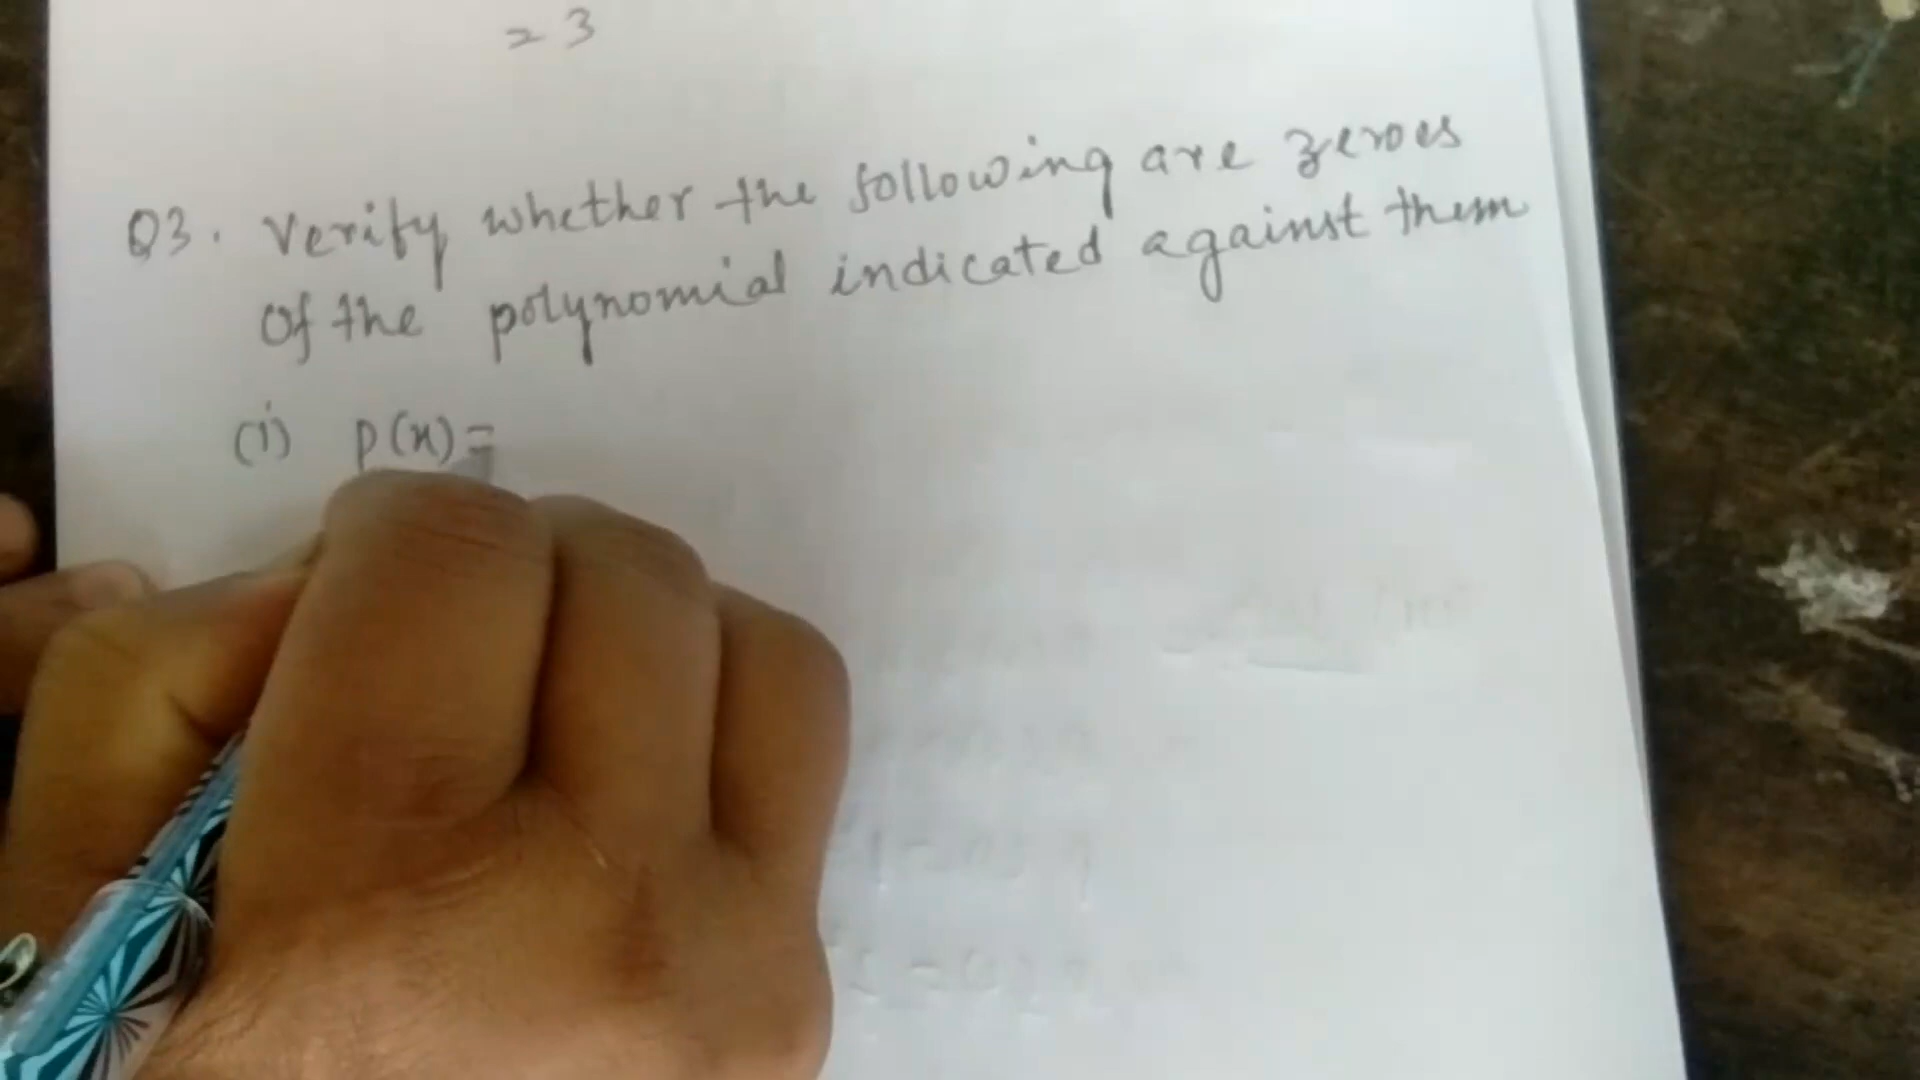 = 3
Q3. Verify whether the following are zeroes
of the polynomial indicated against them
(i) p(x)=